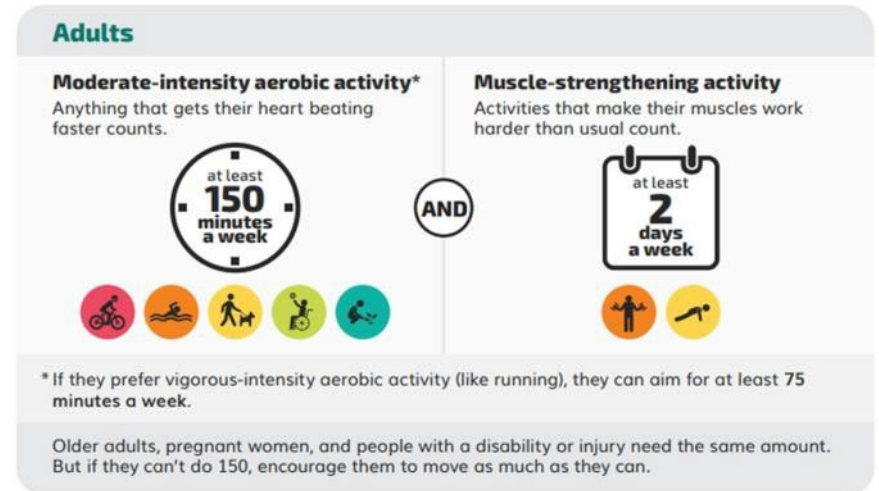 Adults
Moderate-intensity aerobic activity*
Anything that gets their heart beating
faster counts.
at least
150
minutes
a week
AND
Muscle-strengthening activity
Activities that make their muscles work
harder than usual count.
at least
2
days
a week
* If they prefer vigorous-intensity aerobic activity (like running), they can aim for at least 75
minutes a week.
Older adults, pregnant women, and people with a disability or injury need the same amount.
But if they can't do 150, encourage them to move as much as they can.